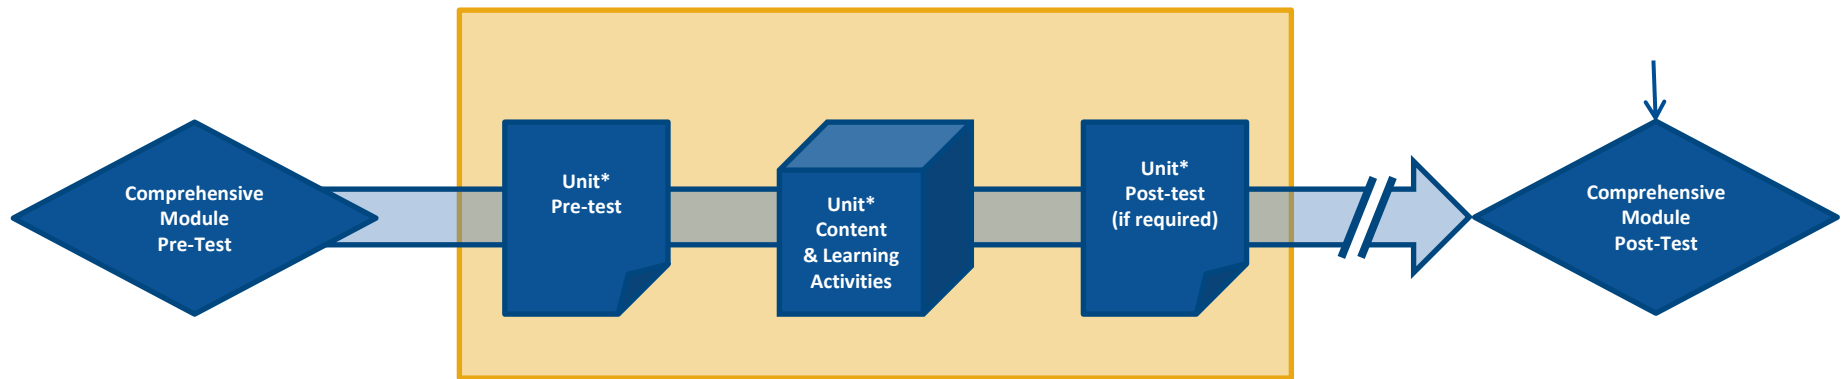 Comprehensive
Module
Pre-Test
Unit*
Pre-test
Unit*
Content
& Learning
Activities
Unit*
Post-test
(if required)
Comprehensive
Module
Post-Test